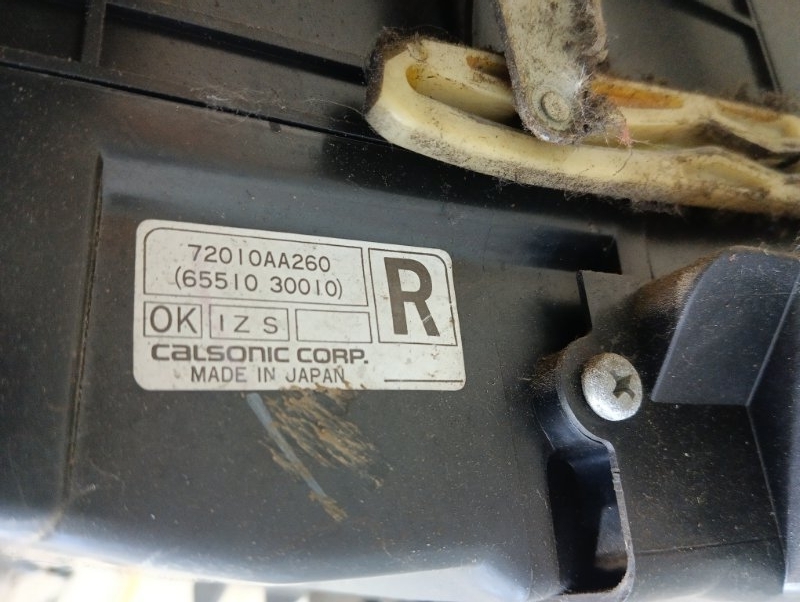 72010AA260
(65510 30010)
R
OK IZS
CALSONIC CORP.
MADE IN JAPAN